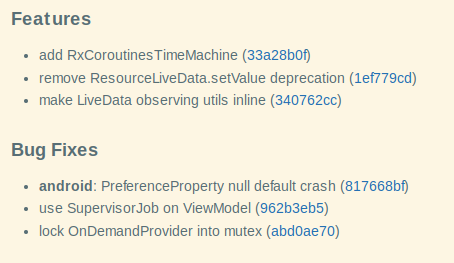 Features
add RxCoroutinesTimeMachine (33a28b0f)
remove ResourceLiveData.setValue deprecation (1ef779cd)
make LiveData observing utils inline (340762cc)
Bug Fixes
android: PreferenceProperty null default crash (817668bf)
use SupervisorJob on ViewModel (962b3eb5)
lock OnDemandProvider into mutex (abd0ae70)